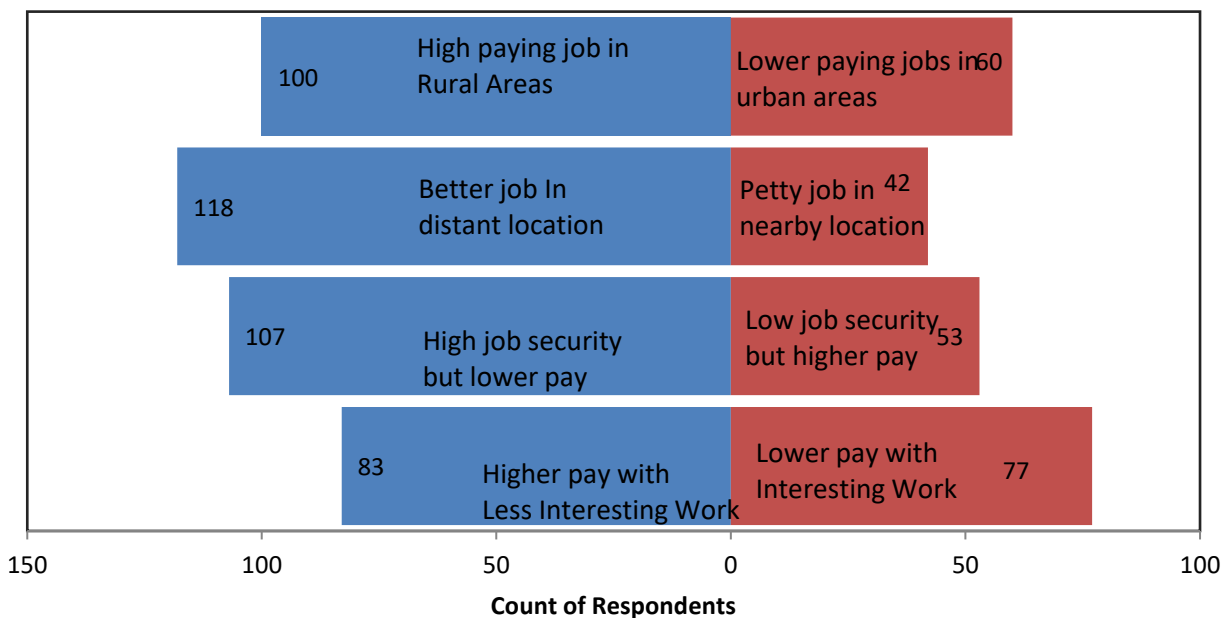 100
High paying job in
Rural Areas
Lower paying jobs in
urban areas
60
118
Better job In
distant location
Petty job in
nearby location
42
107
High job security
but lower pay
Low job security
but higher pay
53
83
Higher pay with
Less Interesting Work
Lower pay with
Interesting Work
77
150 100 50 0 50 100
Count of Respondents